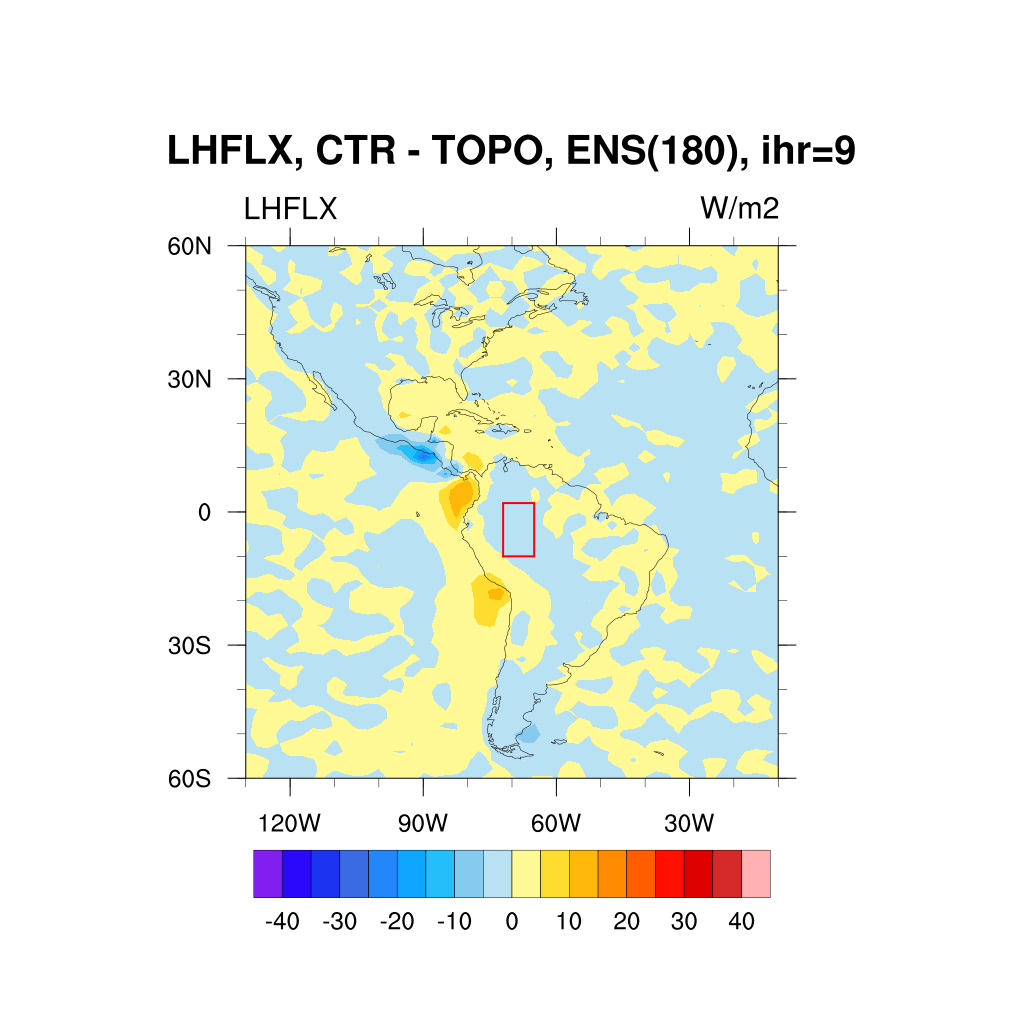 LHFLX, CTR - TOPO, ENS(180), ihr=9
LHFLX W/m2
60N
30N
0
30S
60S
120W 90W 60W 30W
-40 -30 -20 -10 0 10 20 30 40